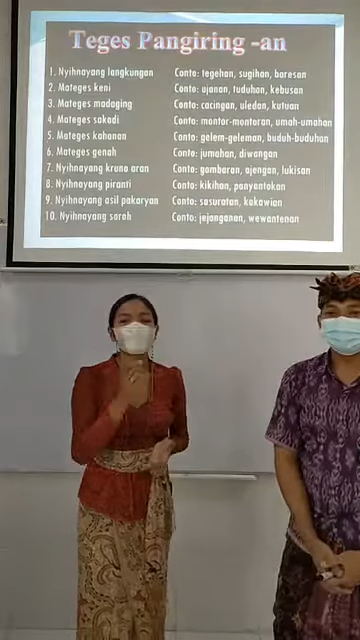 Teges Pangiring -an
1. Nyihnayang langkungan Conto: tegehan, sugihan, baresan
2. Mateges keni Conto: ujanan, tuduhan, kebusan
3. Mateges madaging Conto: cacingan, uledan, kutuan
4. Mateges sakadi Conto: montor-montoran, umah-umahan
5. Mateges kahanan Conto: gelem-geleman, buduh-buduhan
6. Mateges genah Conto: jumahan, diwangan
7. Nyihnayang kruna aran Conto: gambaran, ajengan, lukisan
8. Nyihnayang piranti Conto: kikihan, panyantokan
9. Nyihnayang asil pakaryan Conto: sasuratan, kakawian
10. Nyihnayang soroh Conto: jejanganan, wewantenan